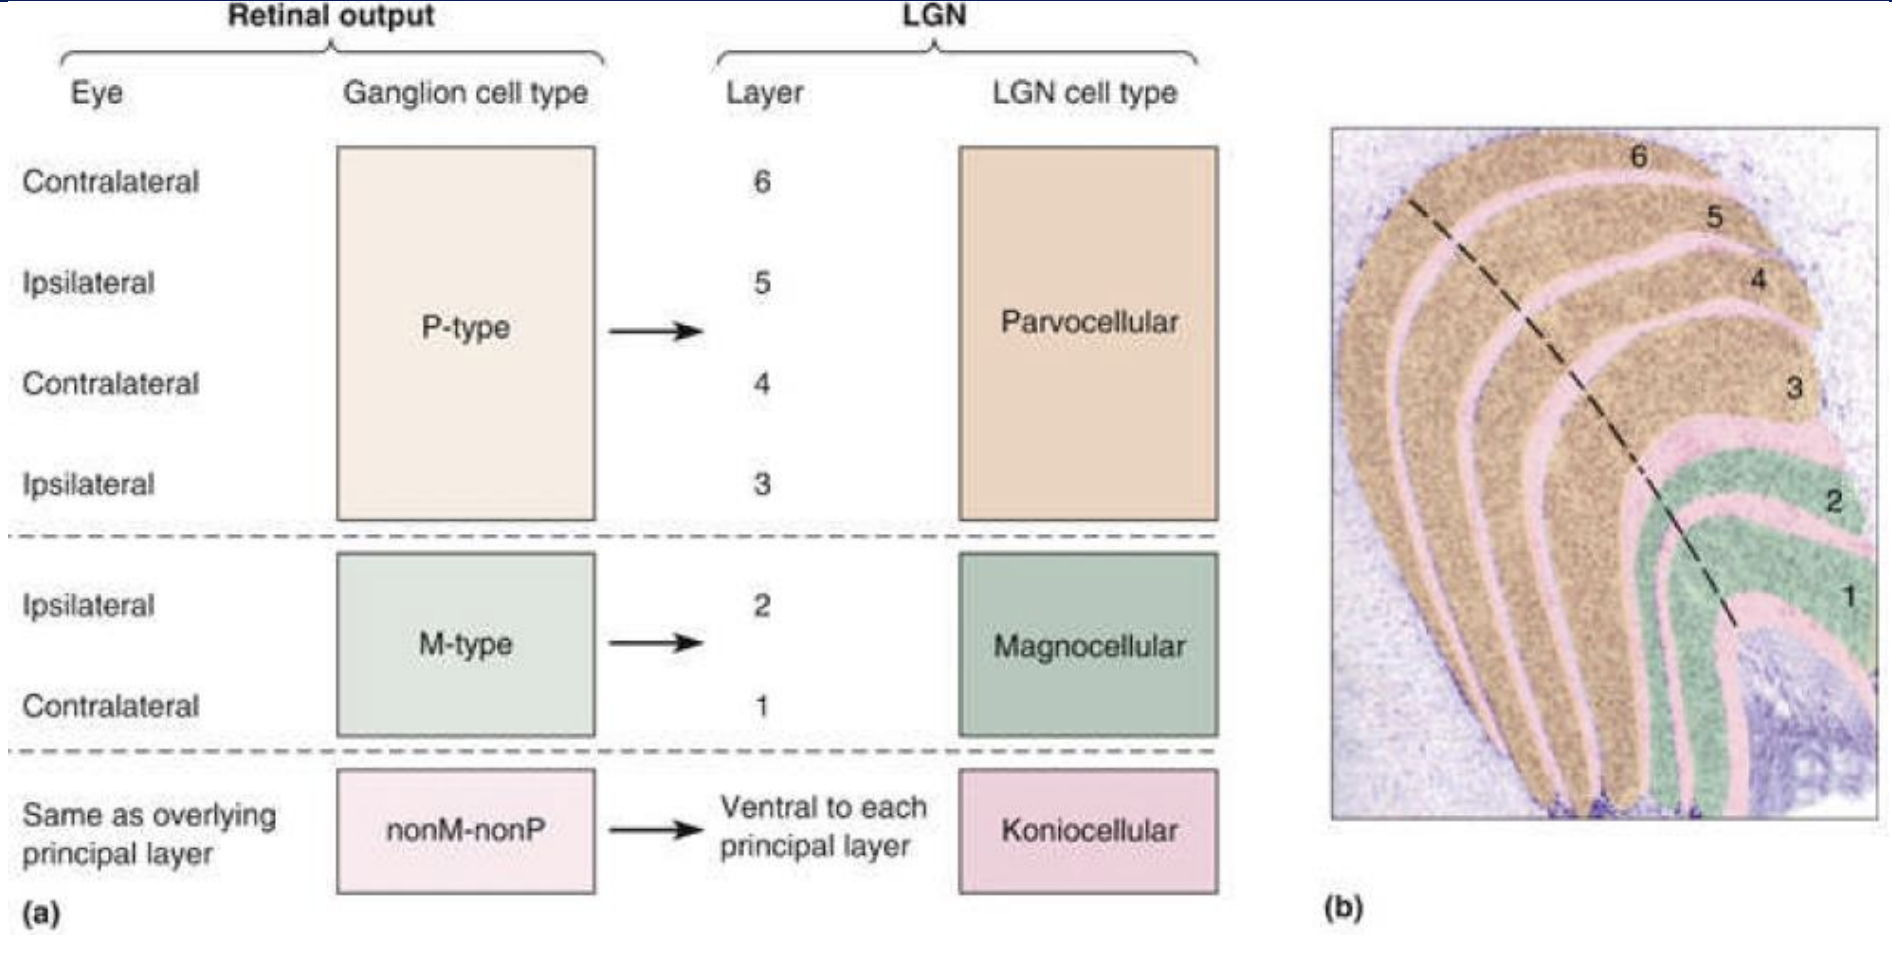 Retinal output LGN
Eye Ganglion cell type Layer LGN cell type
Contralateral 6
Ipsilateral 5
P-type Parvocellular
Contralateral 4
Ipsilateral 3
Ipsilateral 2
M-type Magnocellular
Contralateral 1
Same as overlying
principal layer
nonM-nonP
Ventral to each
principal layer
Koniocellular
(a)
6
5
4
3
2
1
(b)